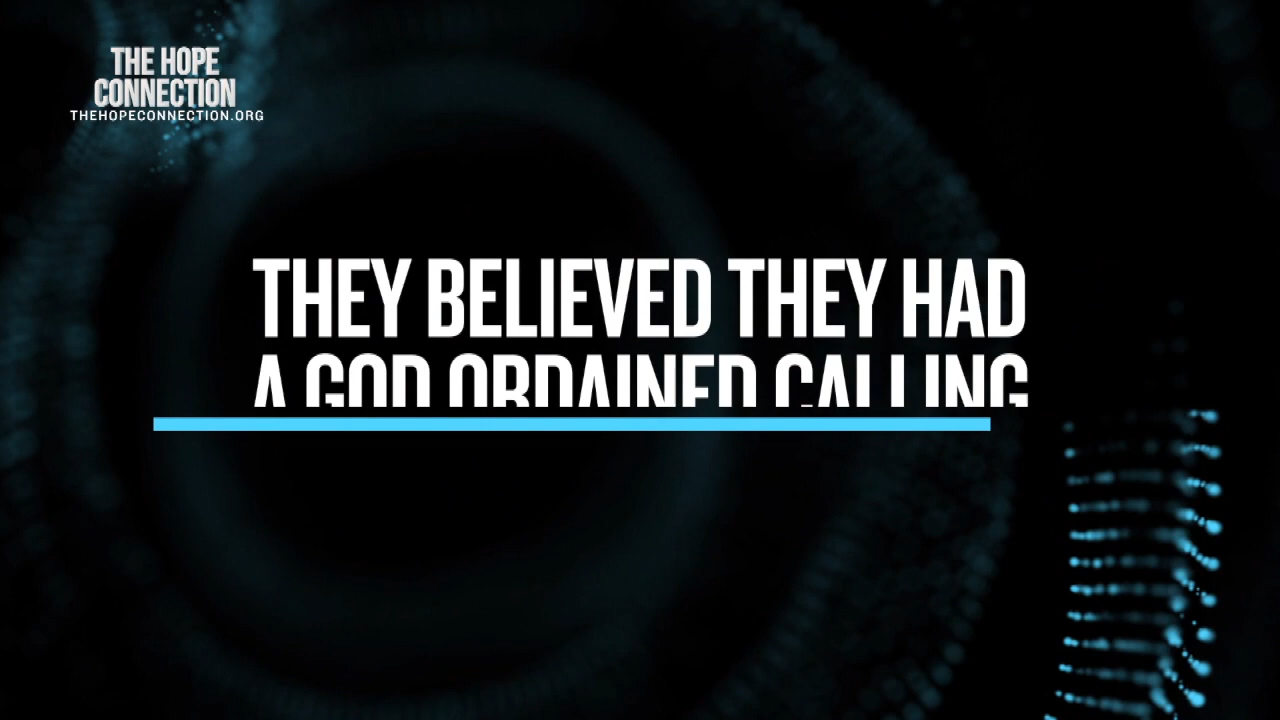 THE HOPE
CONNECTION
THEHOPECONNECTION.ORG
THEY BELIEVED THEY HAD
A GOD ORDAINED CALLING